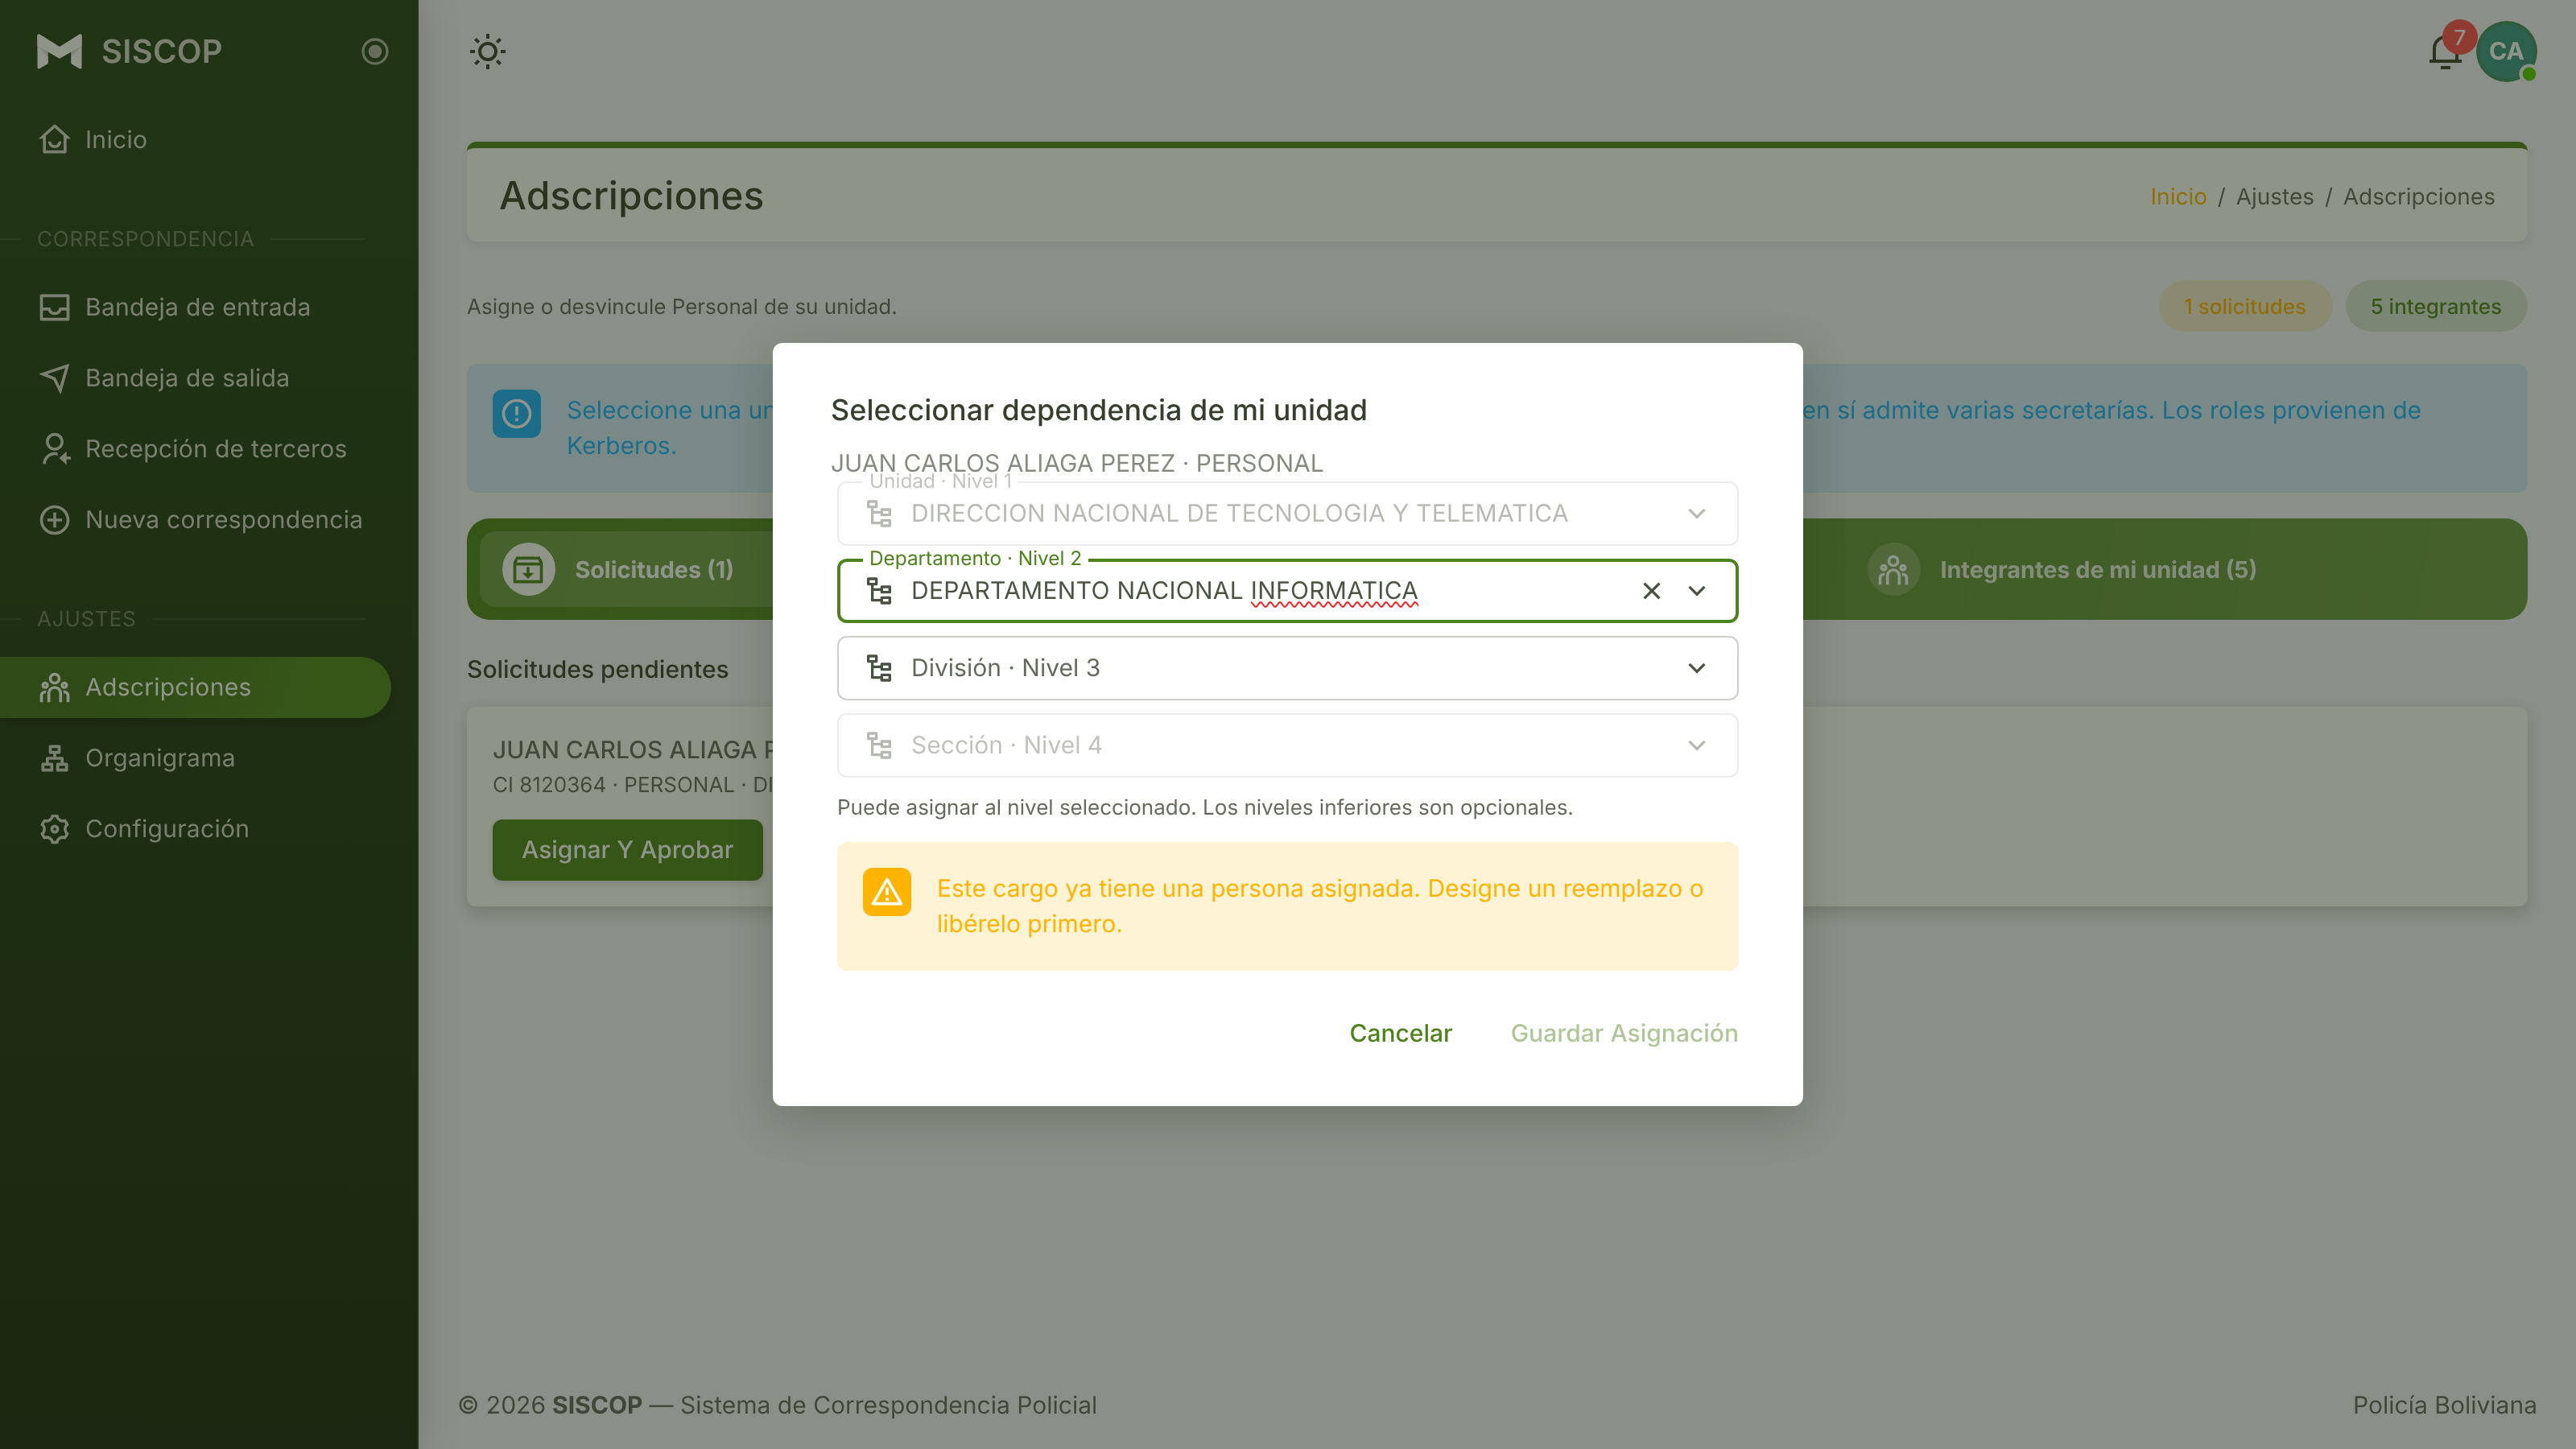 SISCOP
7
CA
Inicio
CORRESPONDENCIA
Bandeja de entrada
Bandeja de salida
Recepción de terceros
Nueva correspondencia
AJUSTES
Adscripciones
Organigrama
Configuración
Adscripciones
Inicio / Ajustes / Adscripciones
Asigne o desvincule Personal de su unidad.
1 solicitudes
5 integrantes
Seleccione una un
en sí admite varias secretarías. Los roles provienen de
Kerberos.
Solicitudes (1)
Integrantes de mi unidad (5)
Solicitudes pendientes
JUAN CARLOS ALIAGA P
CI 8120364 · PERSONAL · DI
Asignar Y Aprobar
Seleccionar dependencia de mi unidad
JUAN CARLOS ALIAGA PEREZ · PERSONAL
Unidad · Nivel 1
DIRECCION NACIONAL DE TECNOLOGIA Y TELEMATICA
Departamento · Nivel 2
DEPARTAMENTO NACIONAL INFORMATICA
División · Nivel 3
Sección · Nivel 4
Puede asignar al nivel seleccionado. Los niveles inferiores son opcionales.
Este cargo ya tiene una persona asignada. Designe un reemplazo o
libérelo primero.
Cancelar
Guardar Asignación
© 2026 SISCOP — Sistema de Correspondencia Policial
Policía Boliviana